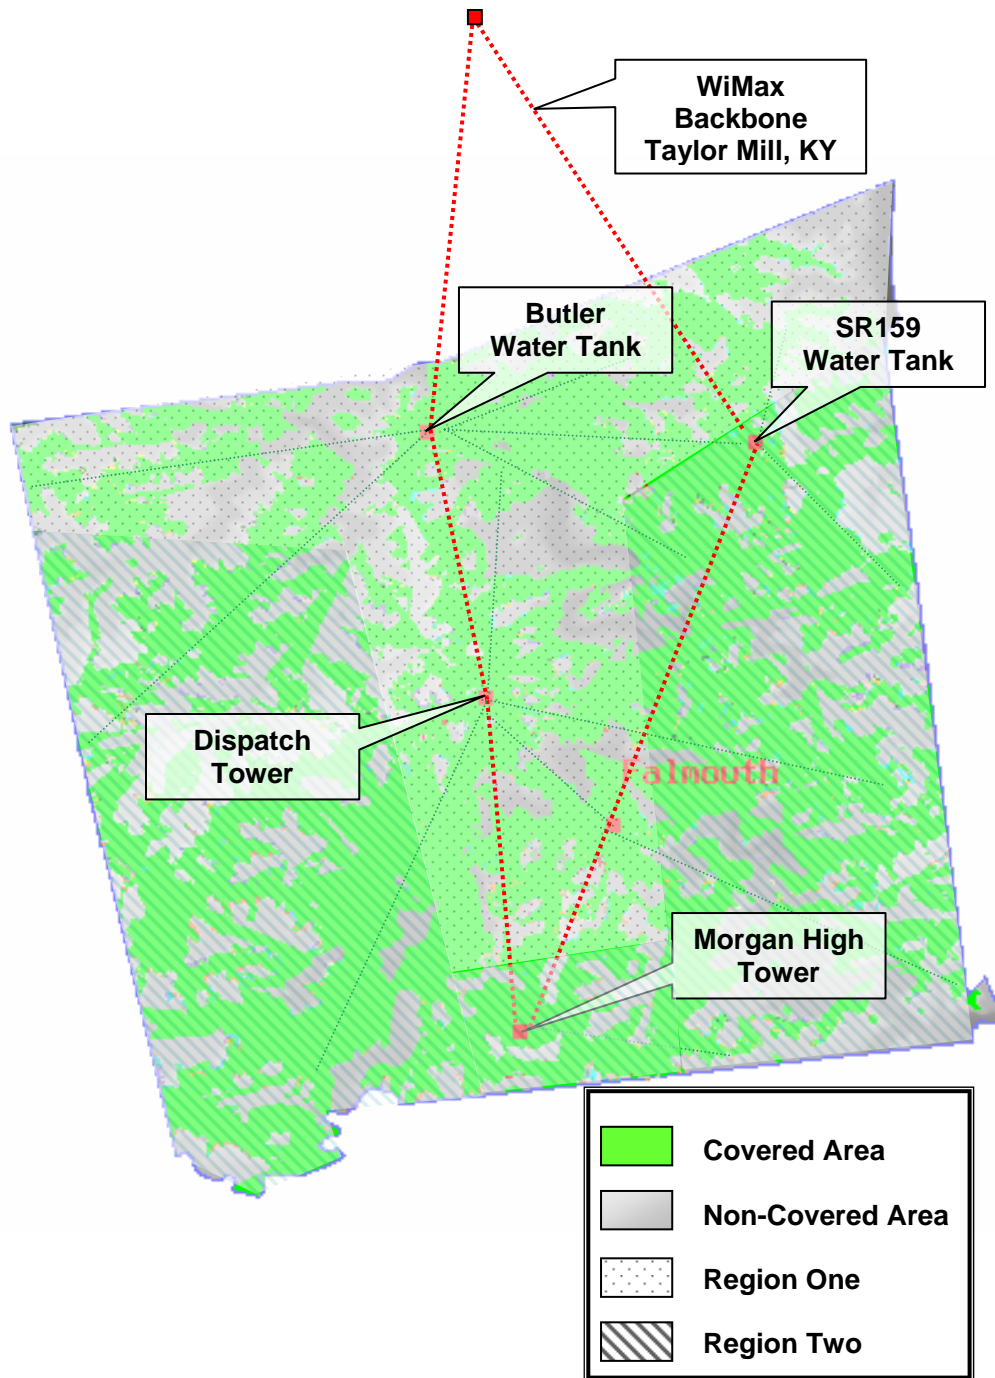 WiMax
Backbone
Taylor Mill, KY
Butler
Water Tank
SR159
Water Tank
Dispatch
Tower
Falmouth
Morgan High
Tower
Covered Area
Non-Covered Area
Region One
Region Two